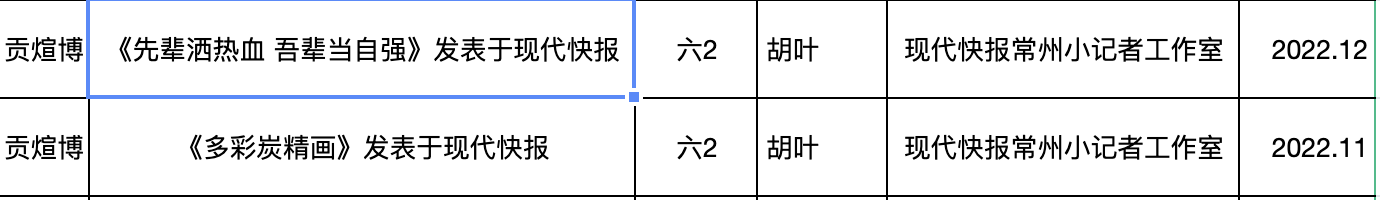 贡煊博 《先辈洒热血 吾辈当自强》发表于现代快报 六2 胡叶 现代快报常州小记者工作室 2022.12
贡煊博 《多彩炭精画》发表于现代快报 六2 胡叶 现代快报常州小记者工作室 2022.11